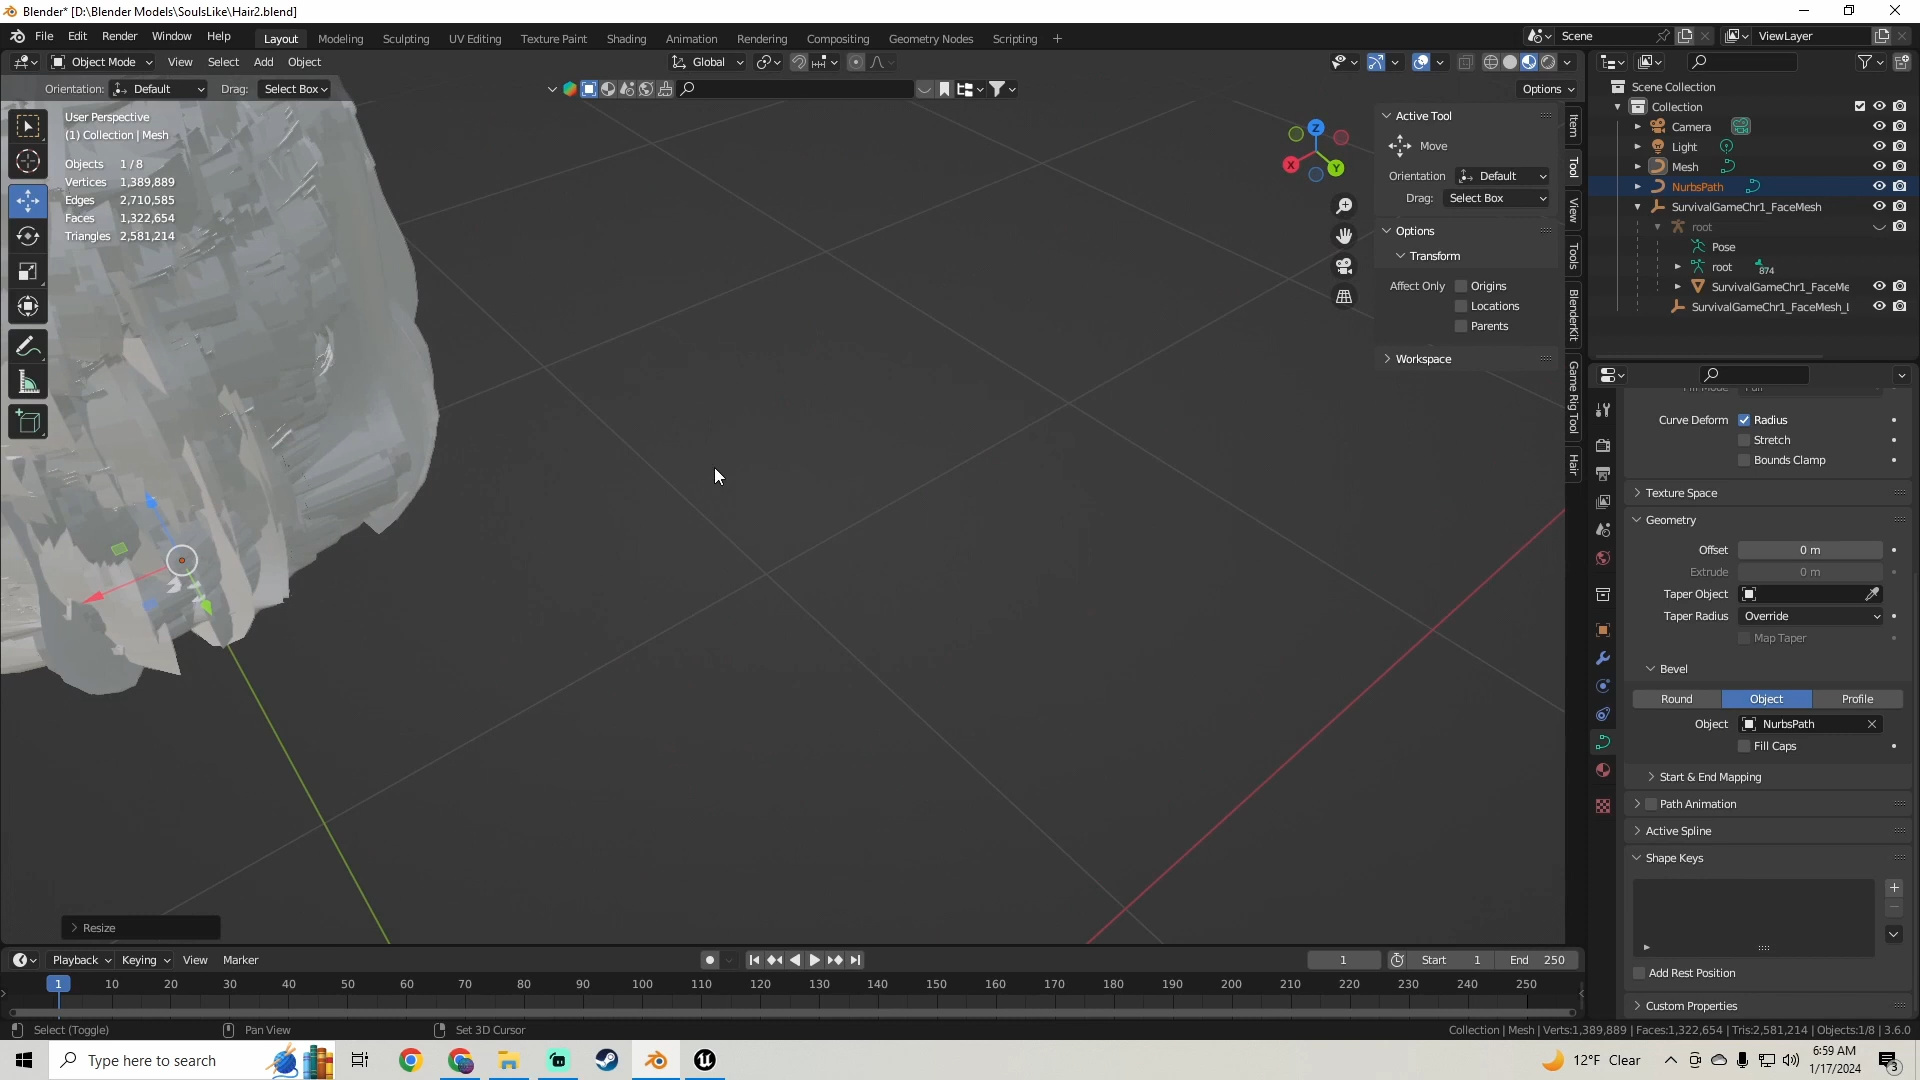 Blender* [D:\Blender Models\SoulsLike\Hair2.blend]
File Edit Render Window Help Layout Modeling Sculpting UV Editing Texture Paint Shading Animation Rendering Compositing Geometry Nodes Scripting + Scene ViewLayer
Object Mode View Select Add Object Global
Orientation: Default Drag: Select Box Options
User Perspective
(1) Collection | Mesh
Objects 1/8
Vertices 1,389,889
Edges 2,710,585
Faces 1,322,654
Triangles 2,581,214
Z
X
Y
Active Tool
Move
Orientation Default
Drag: Select Box
Options
Transform
Affect Only Origins
Locations
Parents
Workspace
Item
Tool
View
Tools
BlenderKit
Game Rig Tool
Hair
Scene Collection
Collection
Camera
Light
Mesh
NurbsPath
SurvivalGameChr1_FaceMesh
root
Pose
root 874
SurvivalGameChr1_FaceMe
SurvivalGameChr1_FaceMesh_l
Curve Deform Radius
Stretch
Bounds Clamp
Texture Space
Geometry
Offset 0 m
Extrude 0 m
Taper Object
Taper Radius Override
Map Taper
Bevel
Round Object Profile
Object NurbsPath
Fill Caps
Start & End Mapping
Path Animation
Active Spline
Shape Keys
Add Rest Position
Custom Properties
Resize
Playback Keying View Marker 1 Start 1 End 250
1 10 20 30 40 50 60 70 80 90 100 110 120 130 140 150 160 170 180 190 200 210 220 230 240 250
Select (Toggle) Pan View Set 3D Cursor Collection | Mesh | Verts:1,389,889 | Faces:1,322,654 | Tris:2,581,214 | Objects:1/8 | 3.6.0
Type here to search 12°F Clear 6:59 AM
1/17/2024 3